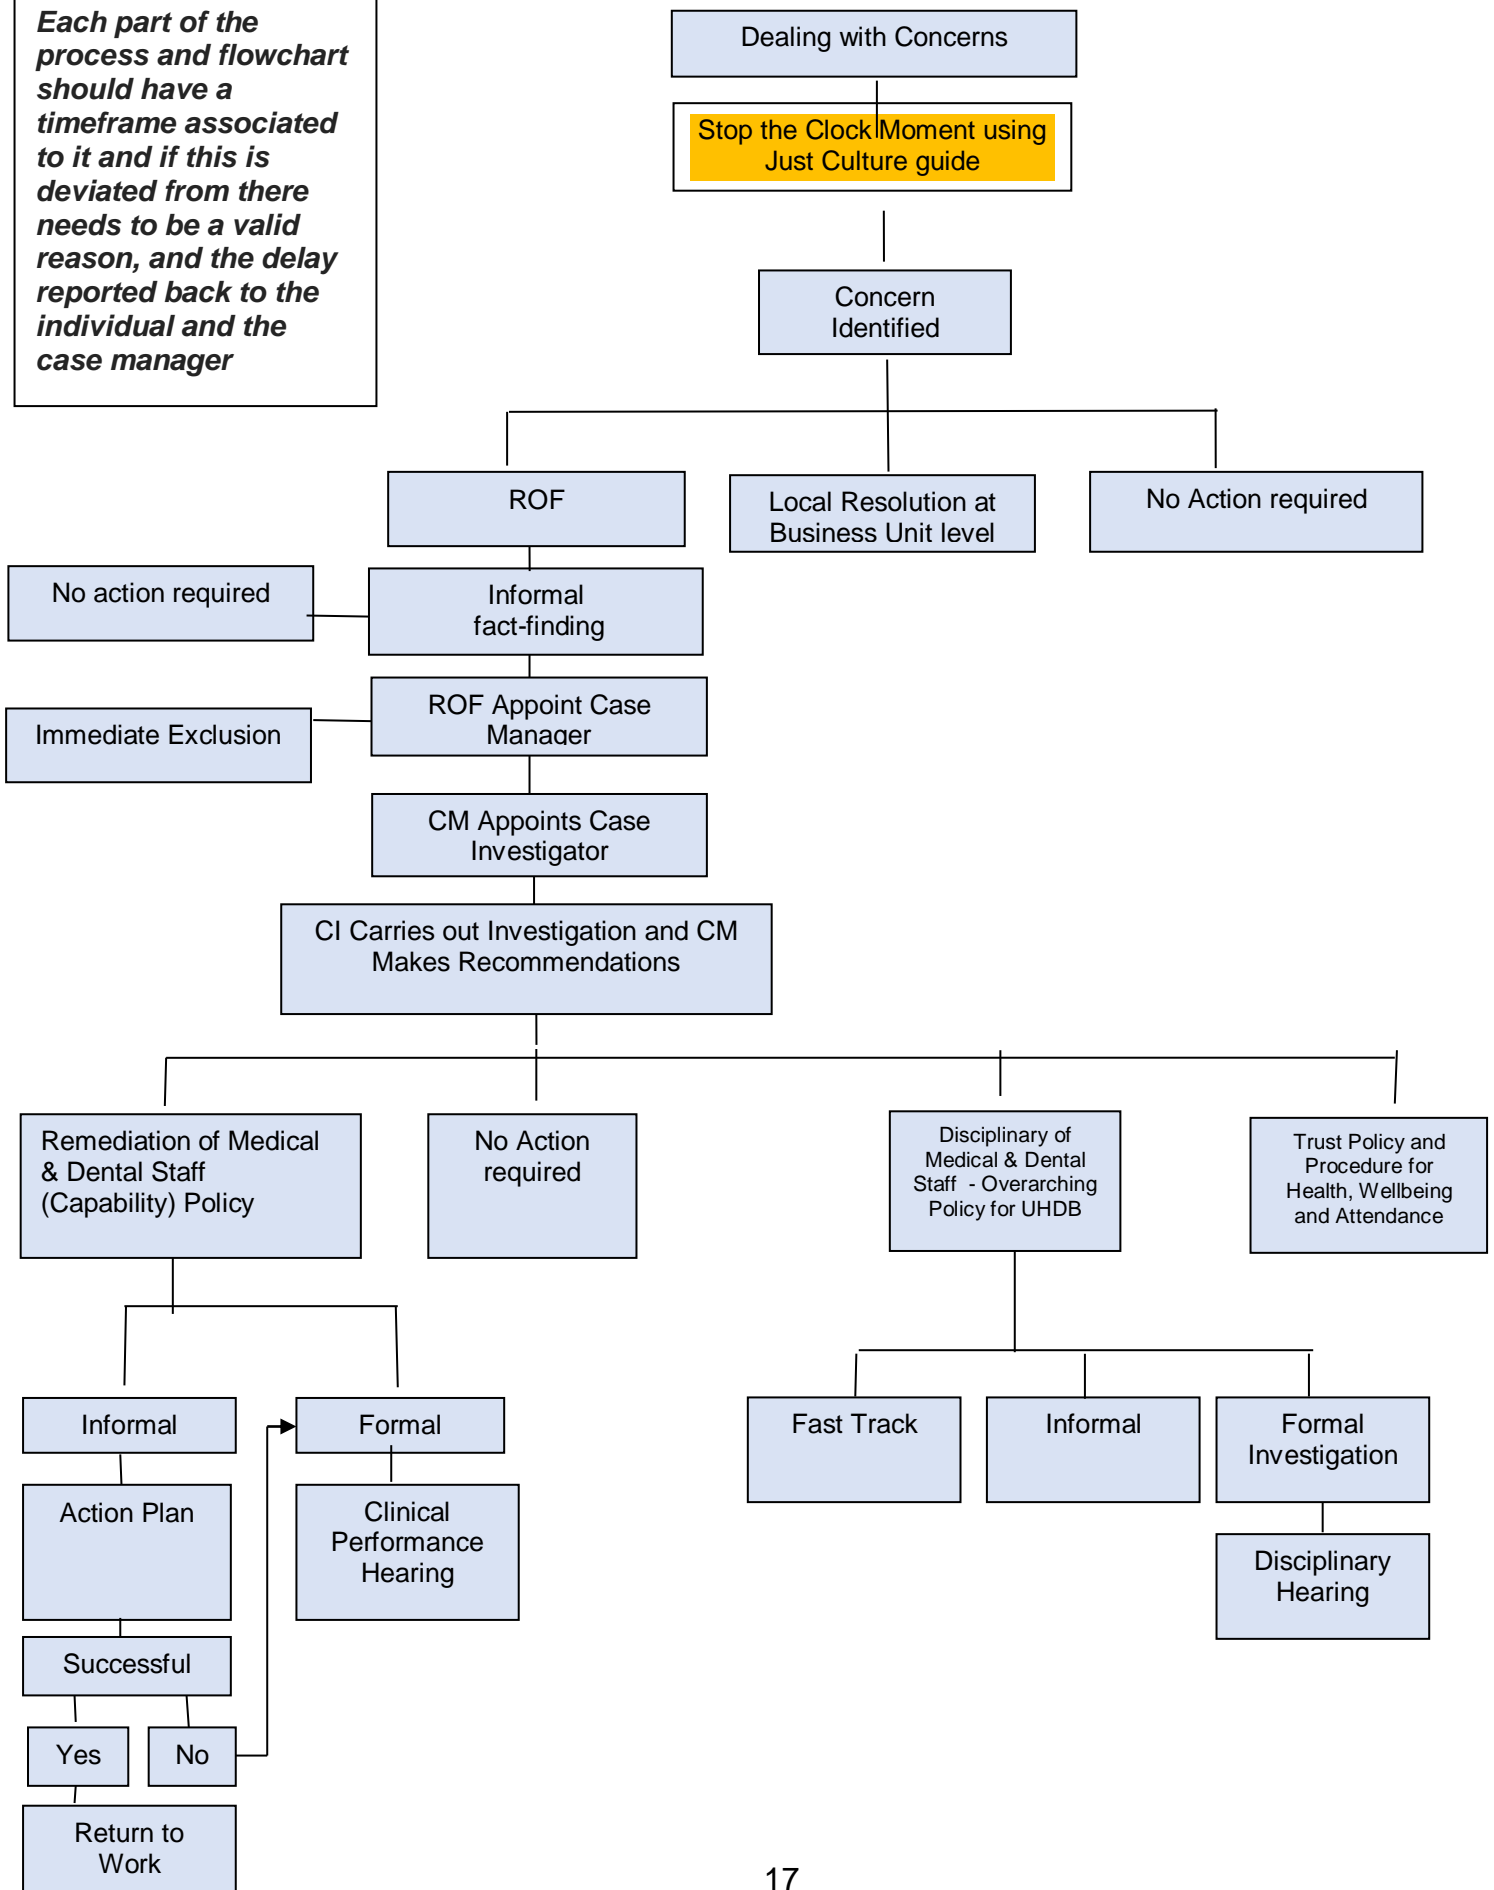 Each part of the
process and flowchart
should have a
timeframe associated
to it and if this is
deviated from there
needs to be a valid
reason, and the delay
reported back to the
individual and the
case manager
Dealing with Concerns
Stop the Clock Moment using
Just Culture guide
Concern
Identified
ROF
Local Resolution at
Business Unit level
No Action required
No action required
Informal
fact-finding
Immediate Exclusion
ROF Appoint Case
Manager
CM Appoints Case
Investigator
CI Carries out Investigation and CM
Makes Recommendations
Remediation of Medical
& Dental Staff
(Capability) Policy
No Action
required
Disciplinary of
Medical & Dental
Staff - Overarching
Policy for UHDB
Trust Policy and
Procedure for
Health, Wellbeing
and Attendance
Informal
Formal
Fast Track
Informal
Formal
Investigation
Action Plan
Clinical
Performance
Hearing
Disciplinary
Hearing
Successful
Yes
No
Return to
Work
17